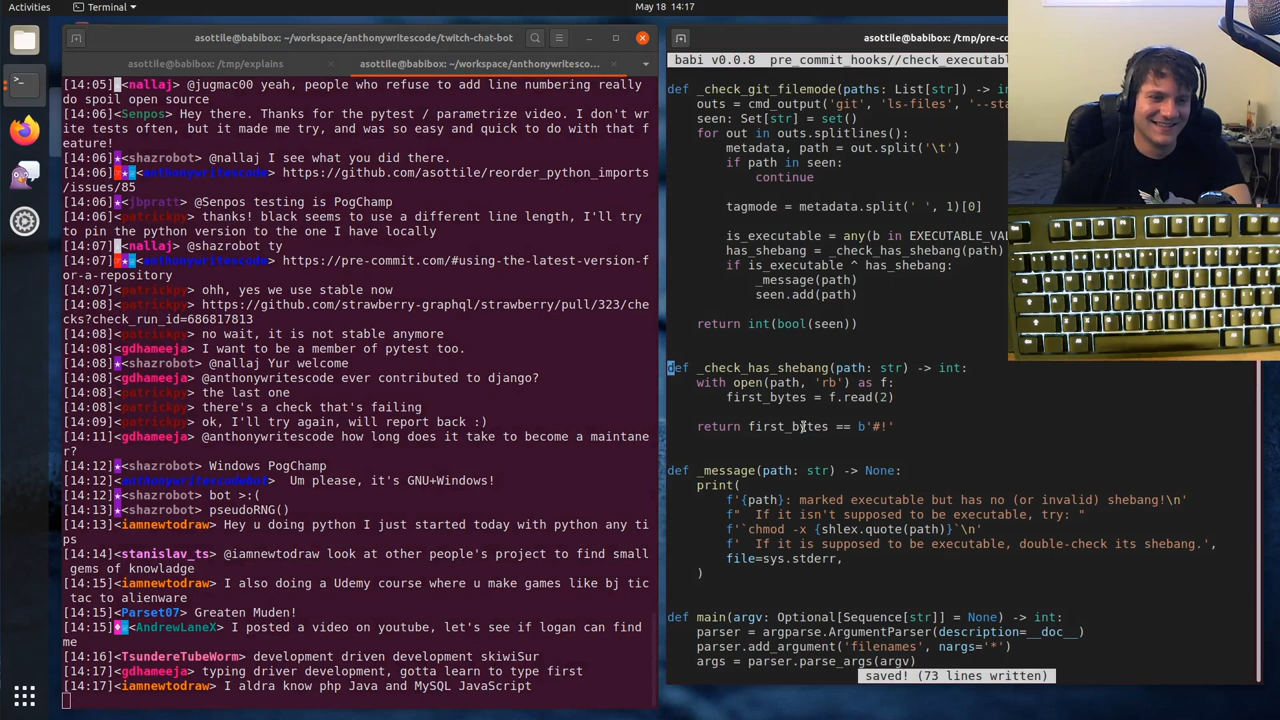 Activities
Terminal
May 18 14:17
asottile@babibox: ~/workspace/anthonywritescode/twitch-chat-bot
asottile@babibox: /tmp/explains
asottile@babibox: ~/workspace/anthonywritesco...
[14:05] <nallaj> @jugmac00 yeah, people who refuse to add line numbering really
do spoil open source
[14:06]<Senpos> Hey there. Thanks for the pytest / parametrize video. I don't w
rite tests often, but it made me try, and was so easy and quick to do with that f
eature!
[14:06]★<shazrobot> @nallaj I see what you did there.
[14:06] ★ <anthonywritescode> https://github.com/asottile/reorder_python_imports
/issues/85
[14:06]★<jbpratt> @Senpos testing is PogChamp
[14:06]<patrickpy> thanks! black seems to use a different line length, I'll try
to pin the python version to the one I have locally
[14:07] <nallaj> @shazrobot ty
[14:07] ★ <anthonywritescode> https://pre-commit.com/#using-the-latest-version-f
or-a-repository
[14:07]<patrickpy> ohh, yes we use stable now
[14:08]<patrickpy> https://github.com/strawberry-graphql/strawberry/pull/323/che
cks?check_run_id=686817813
[14:08]<patrickpy> no wait, it is not stable anymore
[14:08]<gdhameeja> I want to be a member of pytest too.
[14:08]★<shazrobot> @nallaj Yur welcome
[14:08]<gdhameeja> @anthonywritescode ever contributed to django?
[14:08]<patrickpy> the last one
[14:08]<patrickpy> there's a check that's failing
[14:09]<patrickpy> ok, I'll try again, will report back :)
[14:11]<gdhameeja> @anthonywritescode how long does it take to become a maintane
r?
[14:12]★<shazrobot> Windows PogChamp
[14:12]★<anthonywritescodeBot>  Um please, it's GNU+Windows!
[14:12]★<shazrobot> bot >:(
[14:13]★<shazrobot> pseudoRNG()
[14:13]<iamnewtodraw> Hey u doing python I just started today with python any ti
ps
[14:14]<stanislav_ts> @iamnewtodraw look at other people's project to find small
 gems of knowladge
[14:15]<iamnewtodraw> I also doing a Udemy course where u make games like bj tic
 tac to alienware
[14:15]<Parset07> Greaten Muden!
[14:15] <AndrewLaneX> I posted a video on youtube, let's see if logan can find
me
[14:16]<TsundereTubeWorm> development driven development skiwiSur
[14:17]<gdhameeja> typing driver development, gotta learn to type first
[14:17]<iamnewtodraw> I aldra know php Java and MySQL JavaScript
asottile@babibox: /tmp/pre-co
babi v0.0.8  pre_commit_hooks//check_executabl
def _check_git_filemode(paths: List[str]) -> in
outs = cmd_output('git', 'ls-files', '--sta
seen: Set[str] = set()
for out in outs.splitlines():
metadata, path = out.split('\t')
if path in seen:
continue
tagmode = metadata.split(' ', 1)[0]
is_executable = any(b in EXECUTABLE_VAL
has_shebang = _check_has_shebang(path)
if is_executable ^ has_shebang:
_message(path)
seen.add(path)
return int(bool(seen))
def _check_has_shebang(path: str) -> int:
with open(path, 'rb') as f:
first_bytes = f.read(2)
return first_bytes == b'#!'
def _message(path: str) -> None:
print(
f'{path}: marked executable but has no (or invalid) shebang!\n'
f"  If it isn't supposed to be executable, try: "
f'`chmod -x {shlex.quote(path)}`\n'
f'  If it is supposed to be executable, double-check its shebang.',
file=sys.stderr,
)
def main(argv: Optional[Sequence[str]] = None) -> int:
parser = argparse.ArgumentParser(description=__doc__)
parser.add_argument('filenames', nargs='*')
args = parser.parse_args(argv)
saved! (73 lines written)